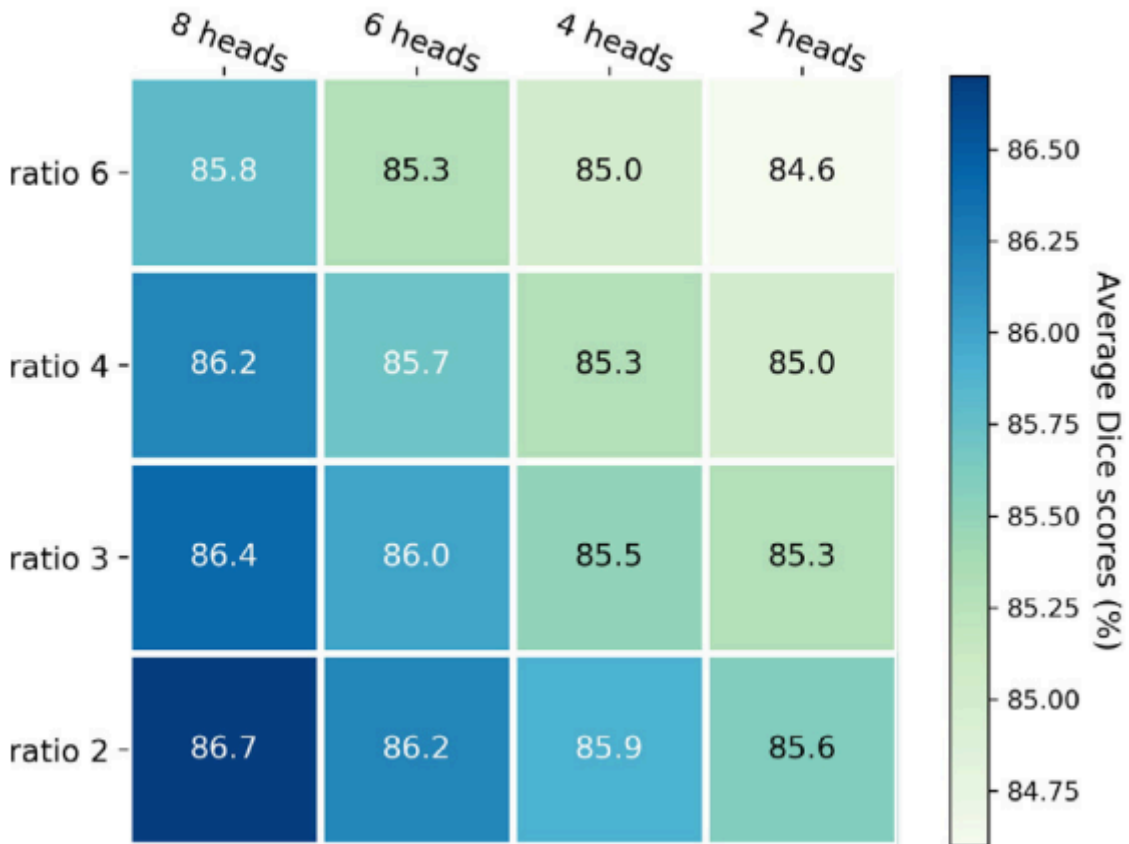 8 heads 6 heads 4 heads 2 heads
ratio 6 85.8 85.3 85.0 84.6
ratio 4 86.2 85.7 85.3 85.0
ratio 3 86.4 86.0 85.5 85.3
ratio 2 86.7 86.2 85.9 85.6
86.50
86.25
86.00
85.75
85.50
85.25
85.00
84.75
Average Dice scores (%)